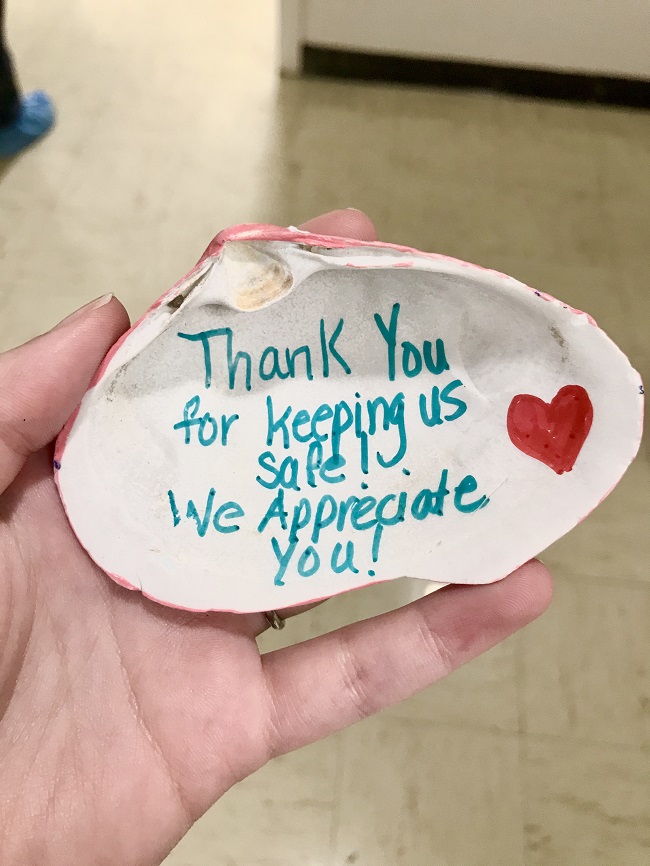 Thank You
for keeping us
safe!
We Appreciate
You!